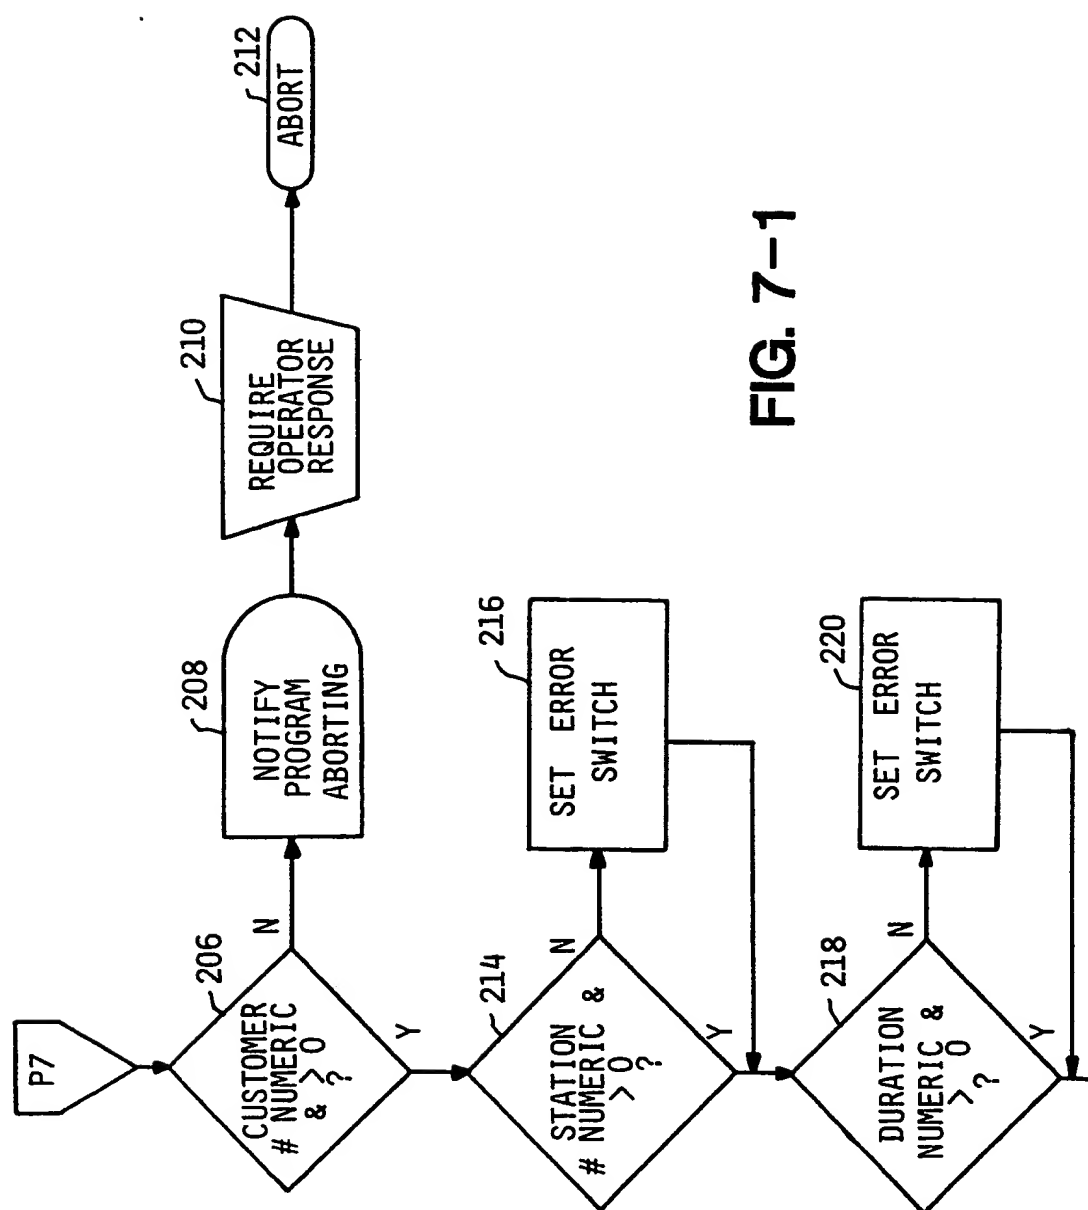 P7
206
CUSTOMER
# NUMERIC
& > 0
?
N
Y
208
NOTIFY
PROGRAM
ABORTING
210
REQUIRE
OPERATOR
RESPONSE
212
ABORT
214
STATION
# NUMERIC &
> 0
?
N
Y
216
SET ERROR
SWITCH
218
DURATION
NUMERIC &
> 0
?
N
Y
220
SET ERROR
SWITCH
FIG. 7-1